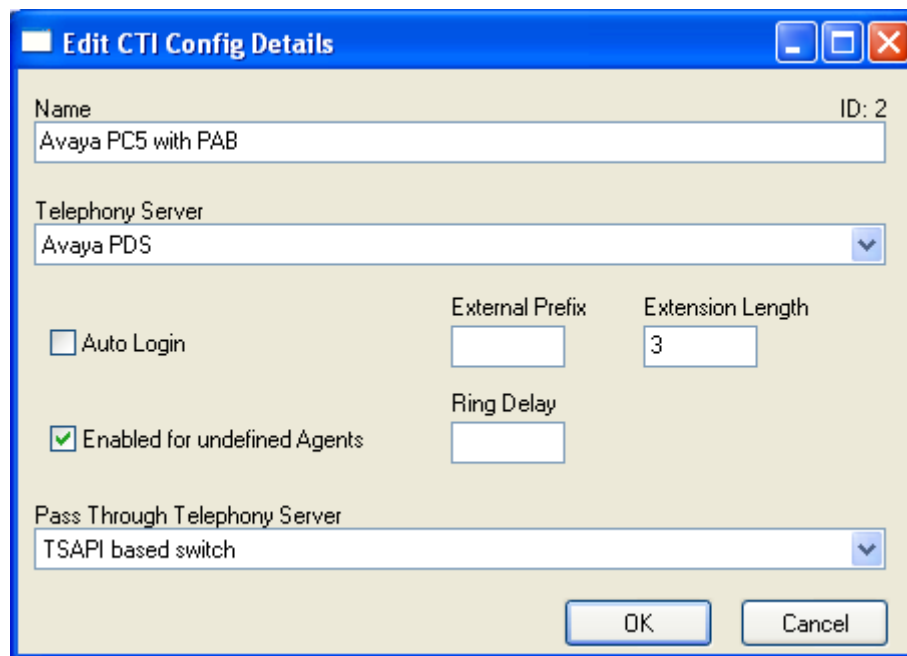 Edit CTI Config Details
Name ID: 2
Avaya PC5 with PAB
Telephony Server
Avaya PDS
External Prefix Extension Length
Auto Login 3
Ring Delay
Enabled for undefined Agents
Pass Through Telephony Server
TSAPI based switch
OK Cancel